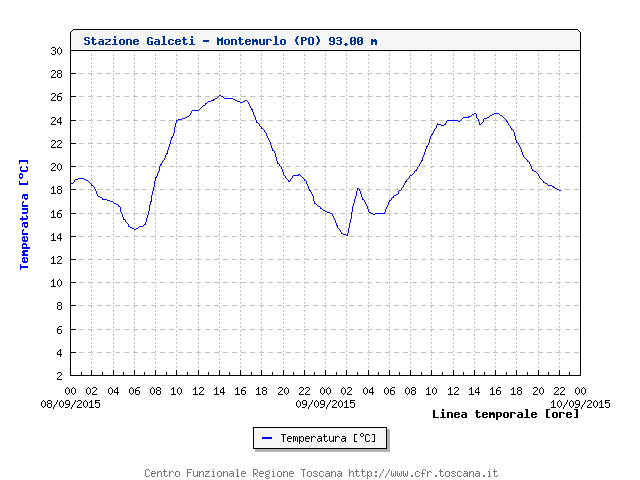 Stazione Galceti - Montemurlo (PO) 93.00 m
30
28
26
24
22
20
18
16
14
12
10
8
6
4
2
Temperatura [°C]
00 02 04 06 08 10 12 14 16 18 20 22 00 02 04 06 08 10 12 14 16 18 20 22 00
08/09/2015 09/09/2015 10/09/2015
Linea temporale [ore]
Temperatura [°C]
Centro Funzionale Regione Toscana http://www.cfr.toscana.it